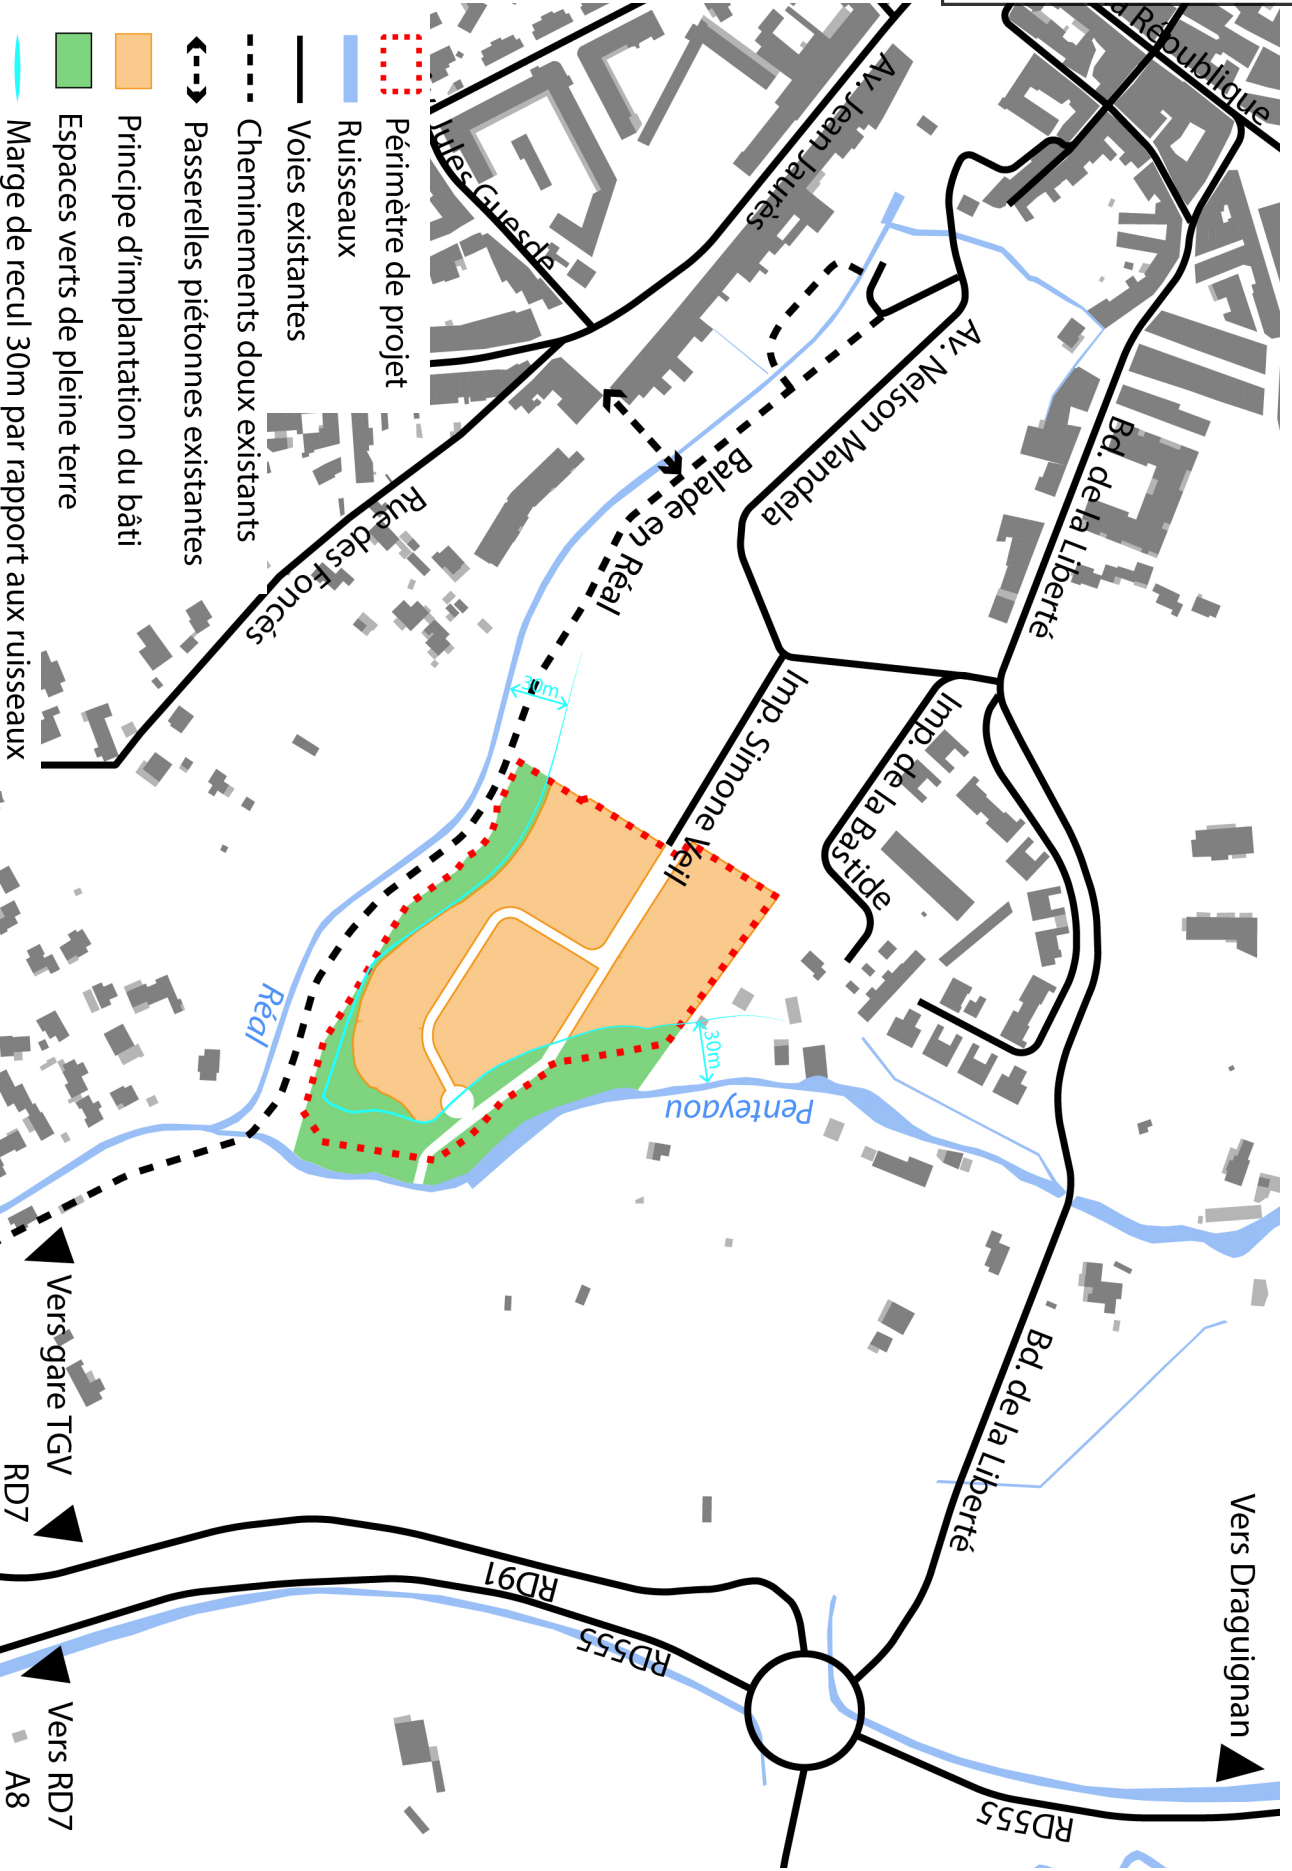 Périmètre de projet
Ruisseaux
Voies existantes
Cheminements doux existants
Passerelles piétonnes existantes
Principe d'implantation du bâti
Espaces verts de pleine terre
Marge de recul 30m par rapport aux ruisseaux
République
Av. Jean Jaurès
Jules Guesde
Av. Nelson Mandela
Bd. de la Liberté
Balade en Réal
Rue des Foncés
30m
Imp. Simone Veil
Imp. de la Bastide
Réal
30m
Penteyaou
Bd. de la Liberté
Vers gare TGV
RD7
Vers Draguignan
RD91
RD555
Vers RD7
A8
RD555